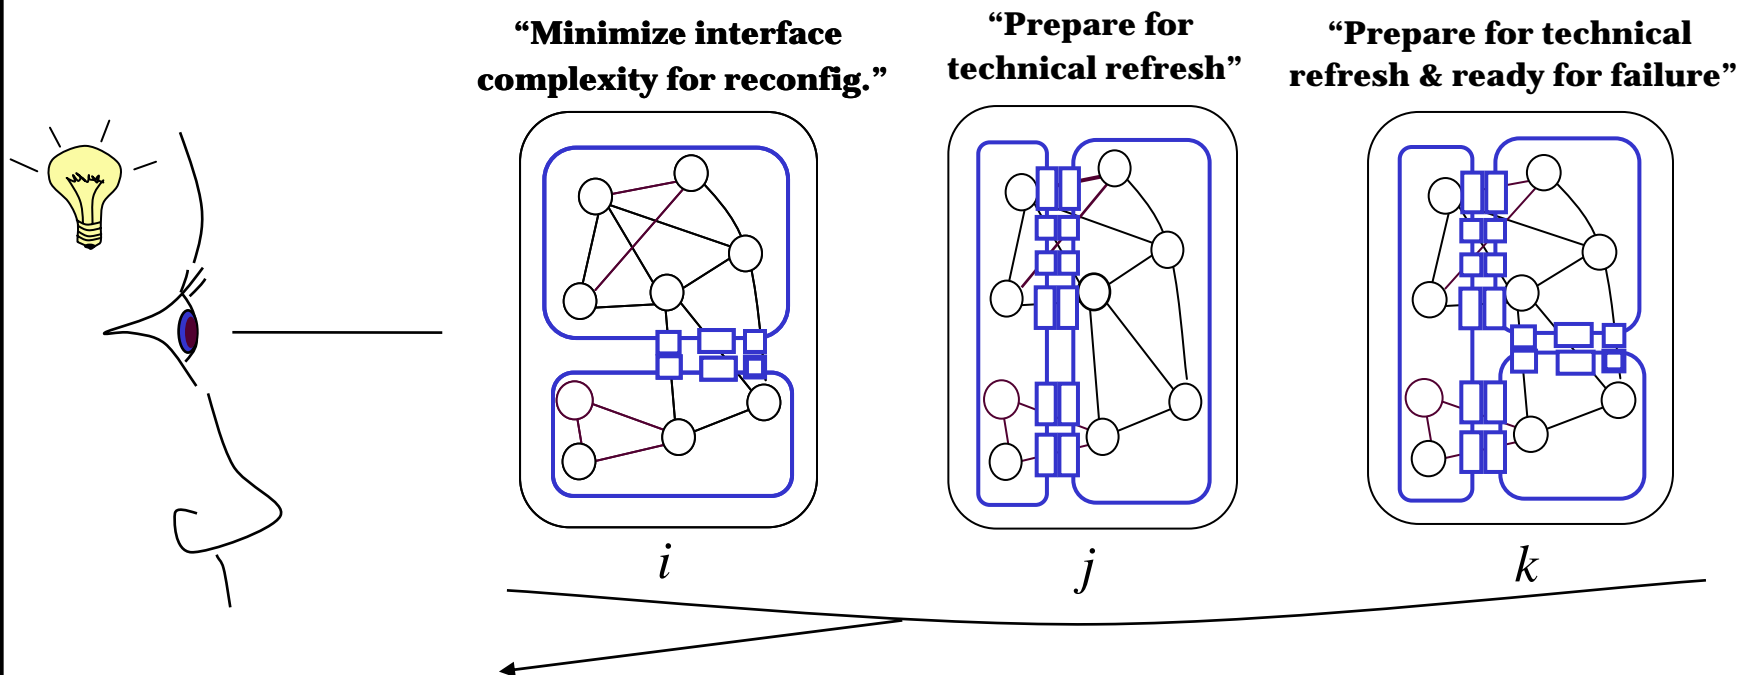 “Minimize interface
complexity for reconfig.”
“Prepare for
technical refresh”
“Prepare for technical
refresh & ready for failure”
i
j
k